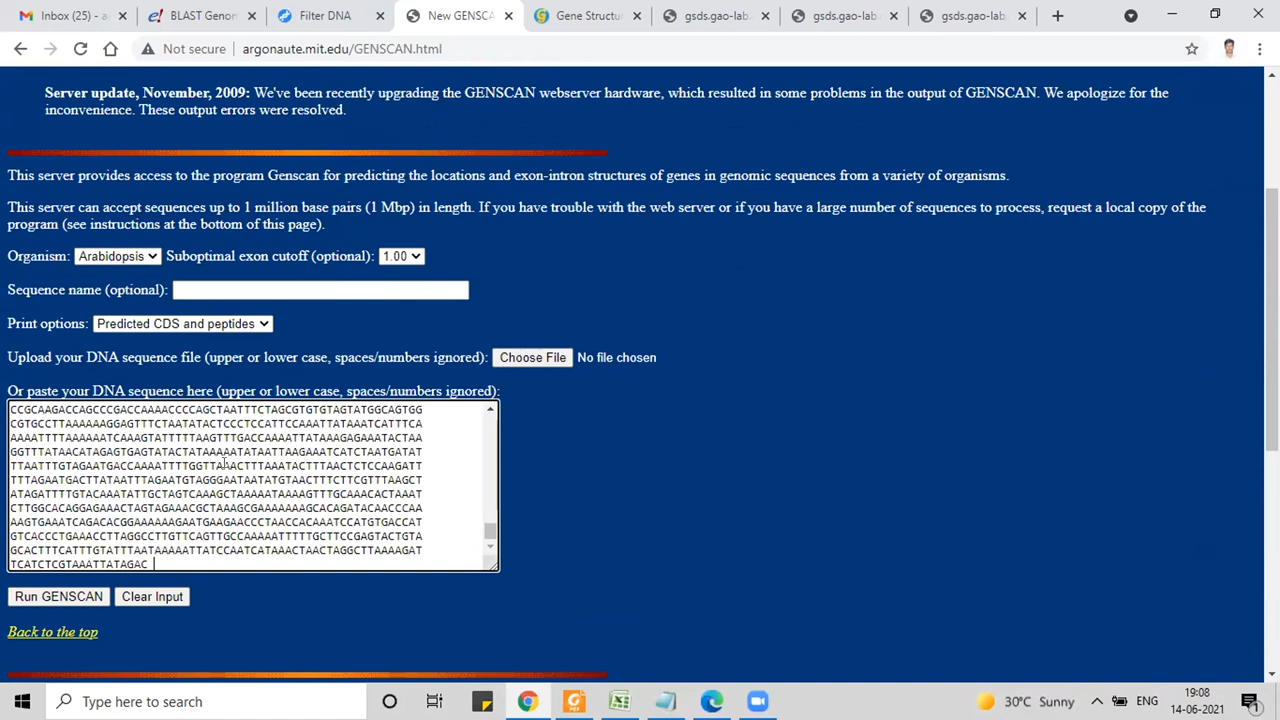 Inbox (25) - a
BLAST Genom
Filter DNA
New GENSCA
Gene Structu
gsds.gao-lab.
gsds.gao-lab.
gsds.gao-lab.
Not secure
argonaute.mit.edu/GENSCAN.html
Server update, November, 2009: We've been recently upgrading the GENSCAN webserver hardware, which resulted in some problems in the output of GENSCAN. We apologize for the
inconvenience. These output errors were resolved.
This server provides access to the program Genscan for predicting the locations and exon-intron structures of genes in genomic sequences from a variety of organisms.
This server can accept sequences up to 1 million base pairs (1 Mbp) in length. If you have trouble with the web server or if you have a large number of sequences to process, request a local copy of the
program (see instructions at the bottom of this page).
Organism: Arabidopsis Suboptimal exon cutoff (optional): 1.00
Sequence name (optional):
Print options: Predicted CDS and peptides
Upload your DNA sequence file (upper or lower case, spaces/numbers ignored): Choose File No file chosen
Or paste your DNA sequence here (upper or lower case, spaces/numbers ignored):
CCGCAAGACCAGCCCGACCAAAACCCCAGCTAATTTCTAGCGTGTGTAGTATGGCAGTGG
CGTGCCTTAAAAAAGGAGTTTCTAATATACTCCCTCCATTCCAAATTATAAATCATTTCA
AAAATTTTAAAAAATCAAAGTATTTTTAAGTTTGACCAAAATTATAAAGAGAAATACTAA
GGTTTATAACATAGAGTGAGTATACTATAAAAATATAATTAAGAAATCATCTAATGATAT
TTAATTTGTAGAATGACCAAAATTTTGGTTAAACTTTAAATACTTTAACTCTCCAAGATT
TTTAGAATGACTTATAATTTAGAATGTAGGGAATAATATGTAACTTTCTTCGTTTAAGCT
ATAGATTTTGTACAAATATTGCTAGTCAAAGCTAAAAATAAAAGTTTGCAAACACTAAAT
CTTGGCACAGGAGAAACTAGTAGAAACGCTAAAGCGAAAAAAGCACAGATACAACCCAA
AAGTGAAATCAGACACGGAAAAAAGAATGAAGAACCCTAACCACAAATCCATGTGACCAT
GTCACCCTGAAACCTTAGGCCTTGTTCAGTTGCCAAAAATTTTTGCTTCCGAGTACTGTA
GCACTTTCATTTGTATTTAATAAAAATTATCCAATCATAAACTAACTAGGCTTAAAAGAT
TCATCTCGTAAATTATAGAC
Run GENSCAN Clear Input
Back to the top
Type here to search
30°C Sunny
ENG
19:08
14-06-2021